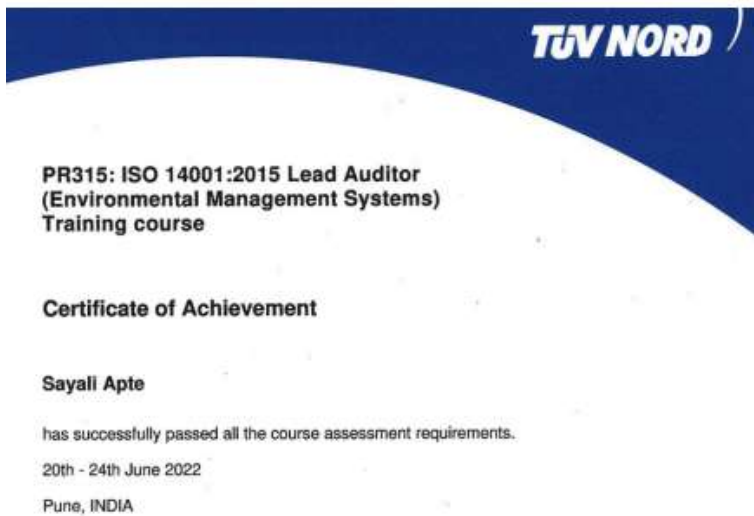 TÜV NORD
PR315: ISO 14001:2015 Lead Auditor
(Environmental Management Systems)
Training course
Certificate of Achievement
Sayali Apte
has successfully passed all the course assessment requirements.
20th - 24th June 2022
Pune, INDIA